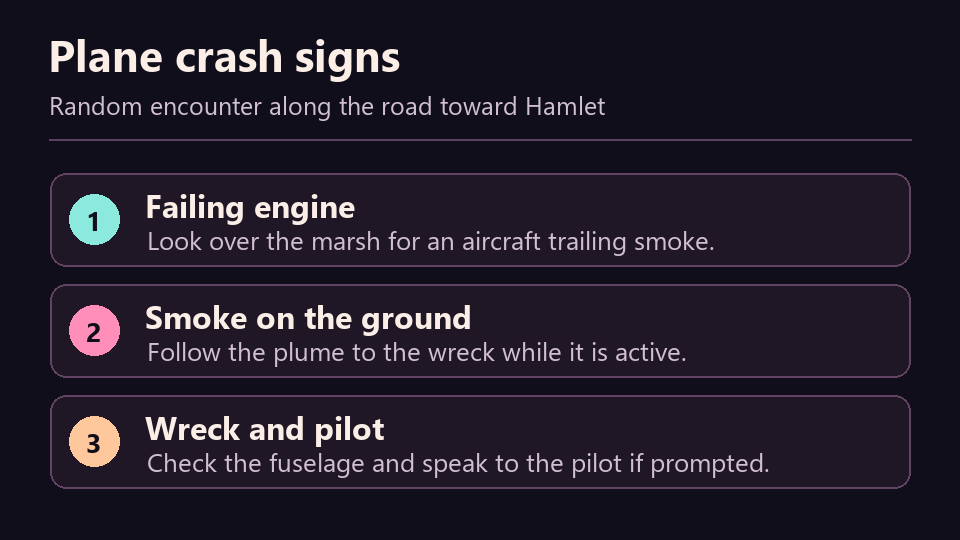 Plane crash signs
Random encounter along the road toward Hamlet
1
Failing engine
Look over the marsh for an aircraft trailing smoke.
2
Smoke on the ground
Follow the plume to the wreck while it is active.
3
Wreck and pilot
Check the fuselage and speak to the pilot if prompted.